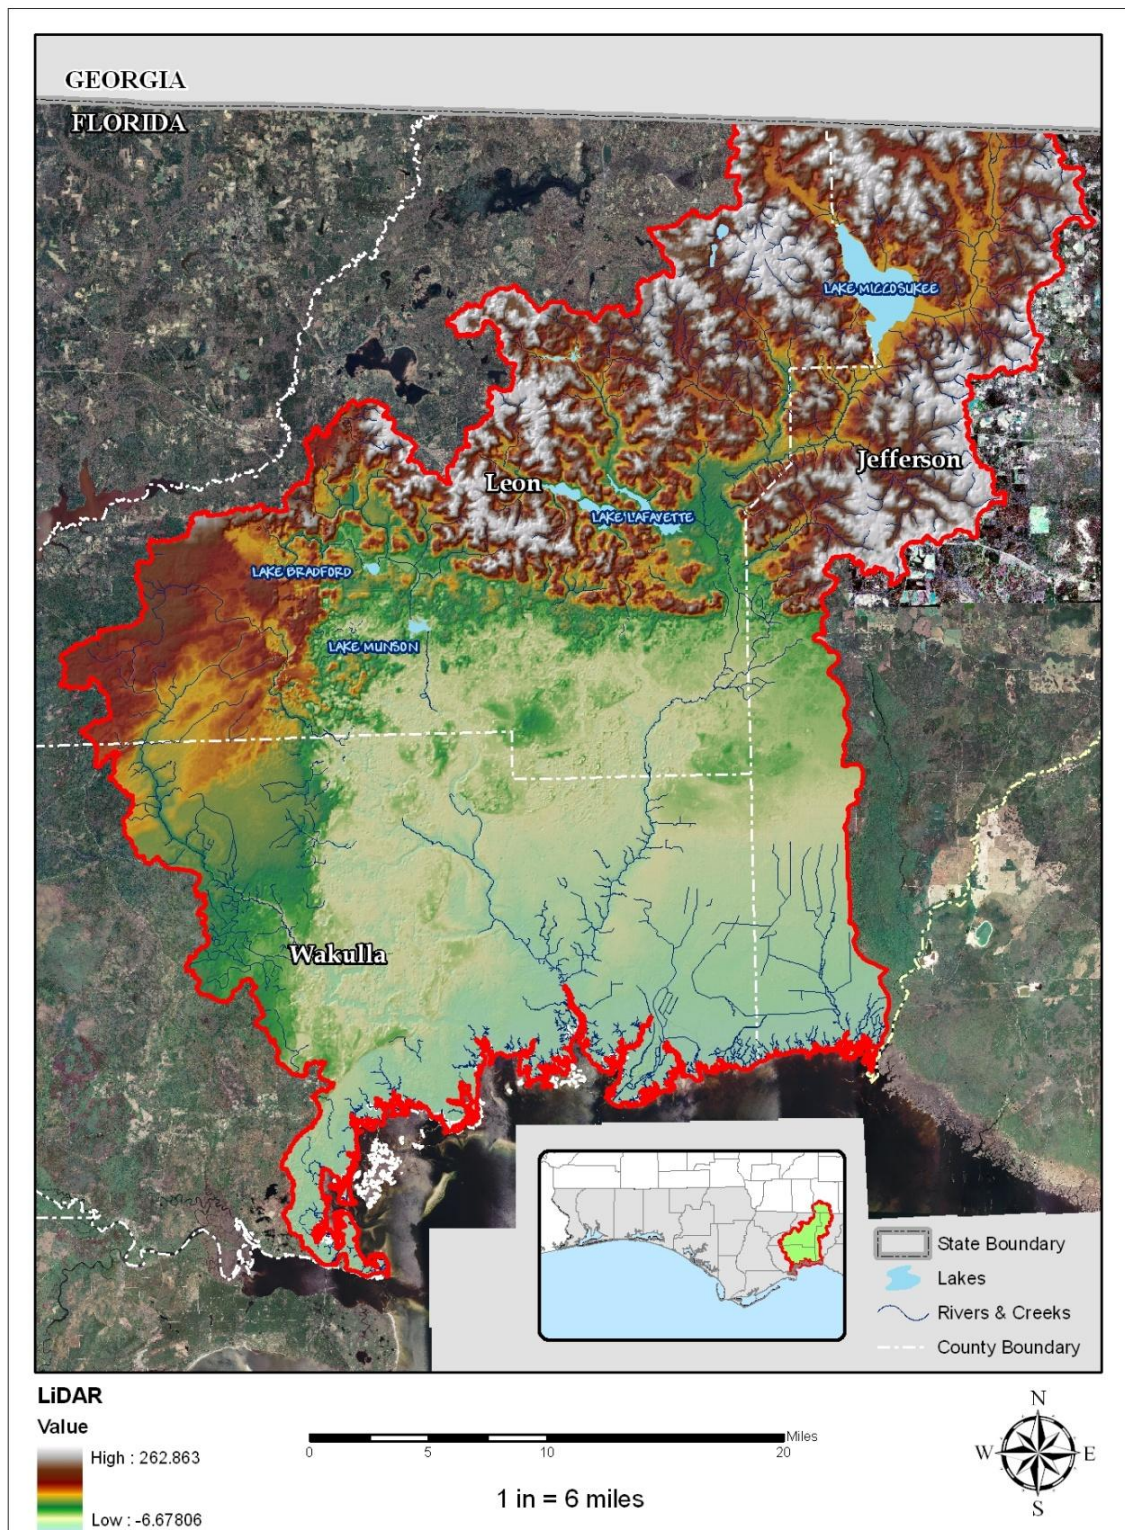 GEORGIA
FLORIDA
LAKE MICCOSUKEE
Jefferson
Leon
LAKE LAFAYETTE
LAKE BRADFORD
LAKE MUNSON
Wakulla
State Boundary
Lakes
Rivers & Creeks
County Boundary
LiDAR
Value
High : 262.863
Low : -6.67806
Miles
0 5 10 20
1 in = 6 miles
N
W E
S